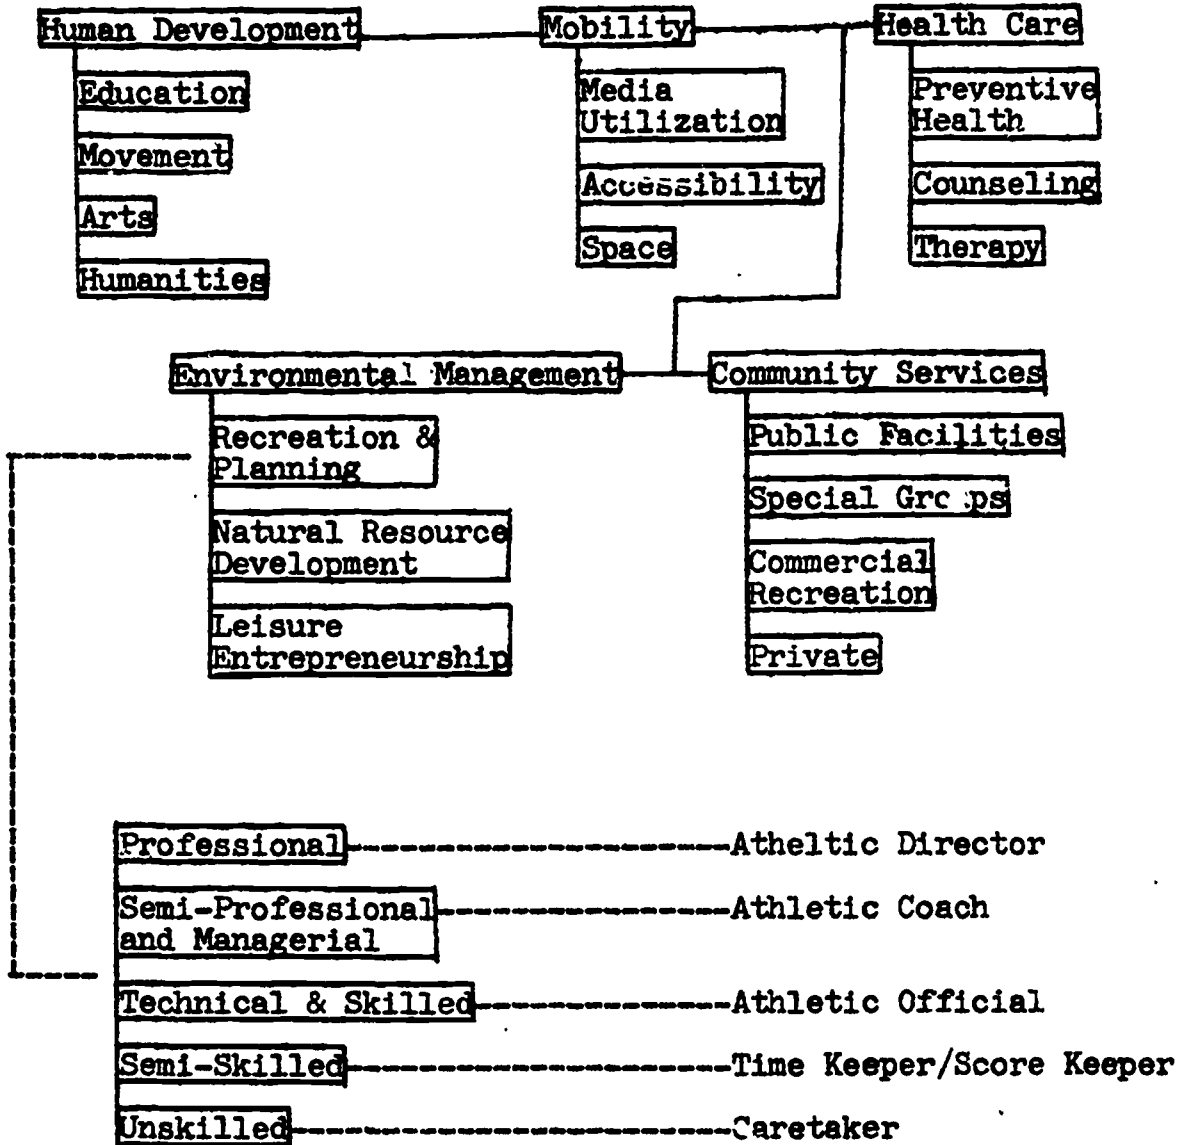 Human Development Mobility Health Care
Education Media Preventive
Utilization Health
Movement
Accessibility Counseling
Arts
Space Therapy
Humanities
Environmental Management Community Services
Recreation & Public Facilities
Planning
Special
Natural Resource Commercial
Development Recreation
Leisure Private
Entrepreneurship
Professional Atheltic Director
Semi-Professional Athletic Coach
and Managerial
Technical & Skilled Athletic Official
Semi-Skilled Time Keeper/Score Keeper
Unskilled Caretaker